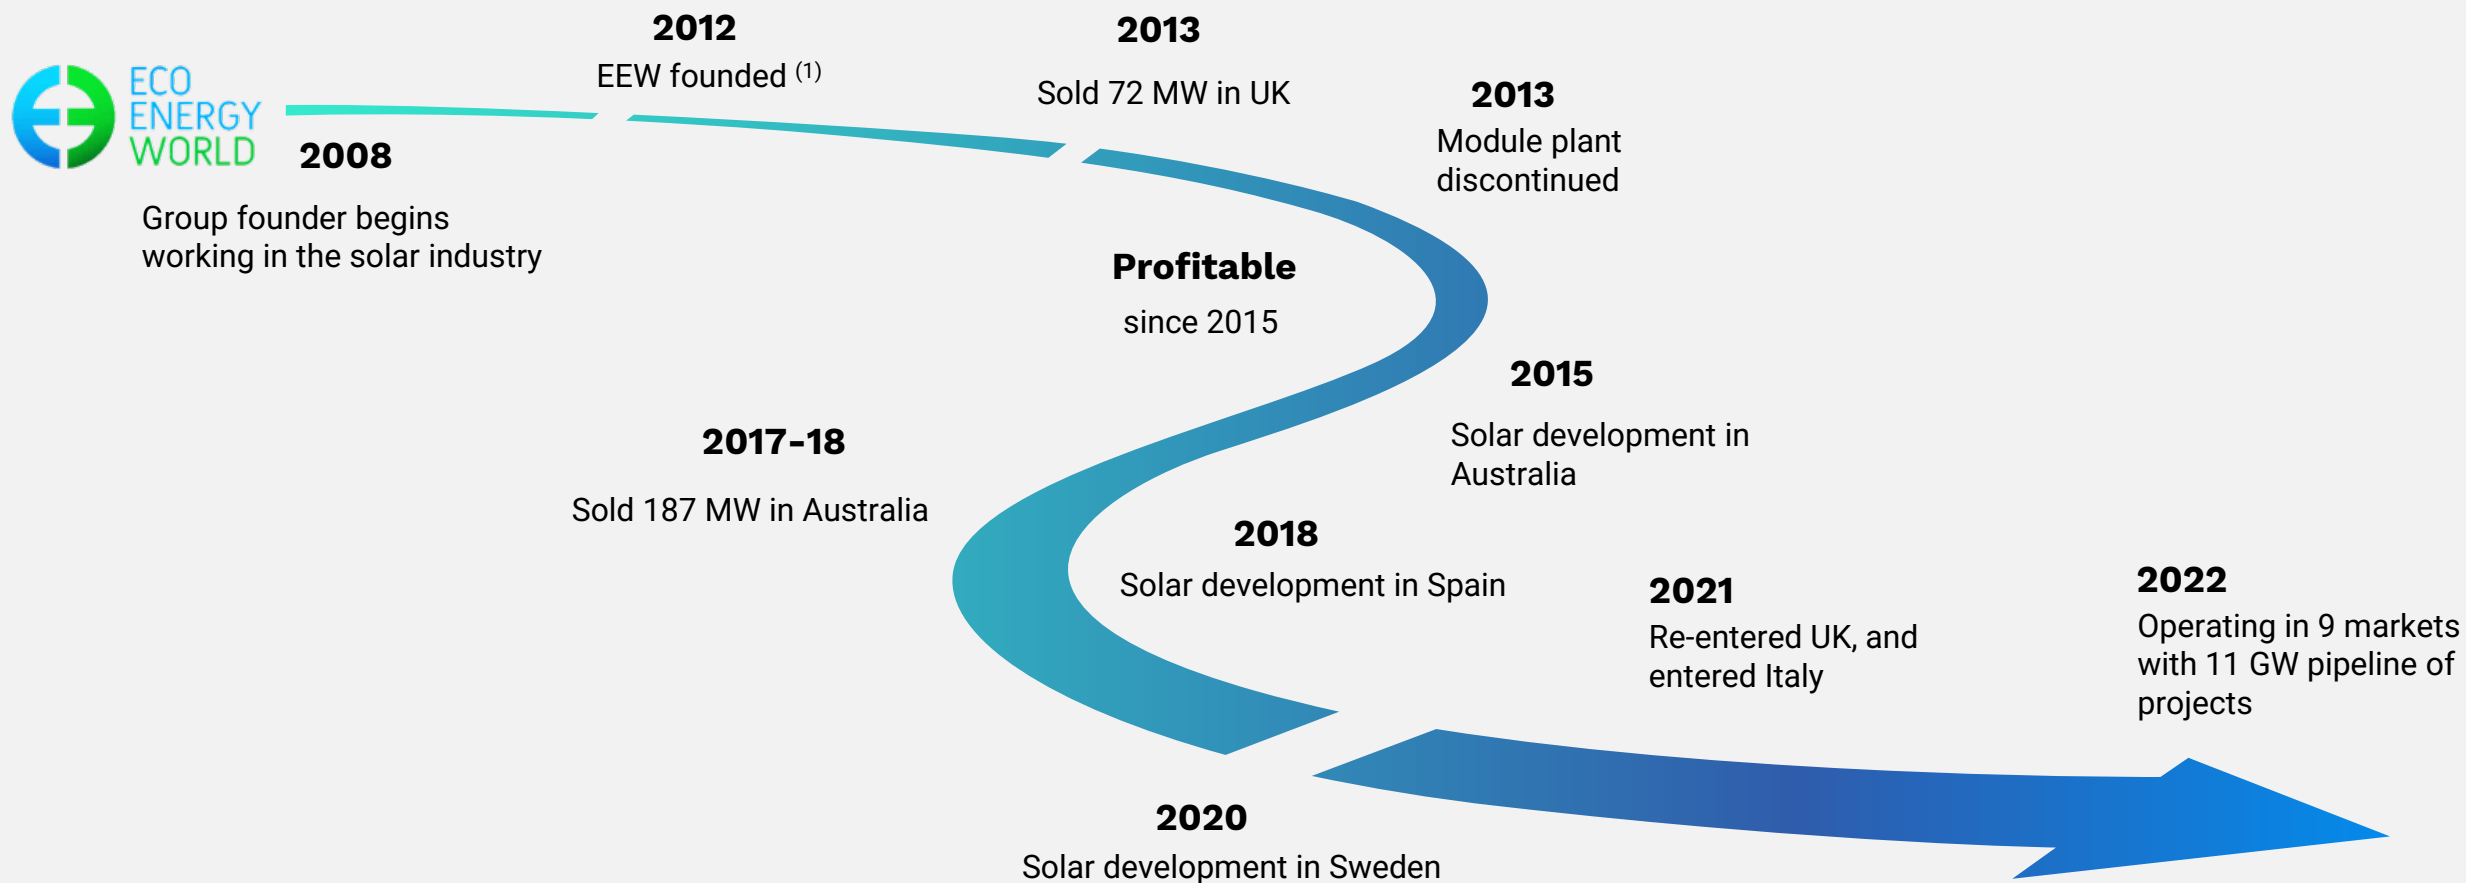 ECO
ENERGY
WORLD
2008
Group founder begins
working in the solar industry
2012
EEW founded (1)
2013
Sold 72 MW in UK
2013
Module plant
discontinued
Profitable
since 2015
2015
Solar development in
Australia
2017-18
Sold 187 MW in Australia
2018
Solar development in Spain
2020
Solar development in Sweden
2021
Re-entered UK, and
entered Italy
2022
Operating in 9 markets
with 11 GW pipeline of
projects